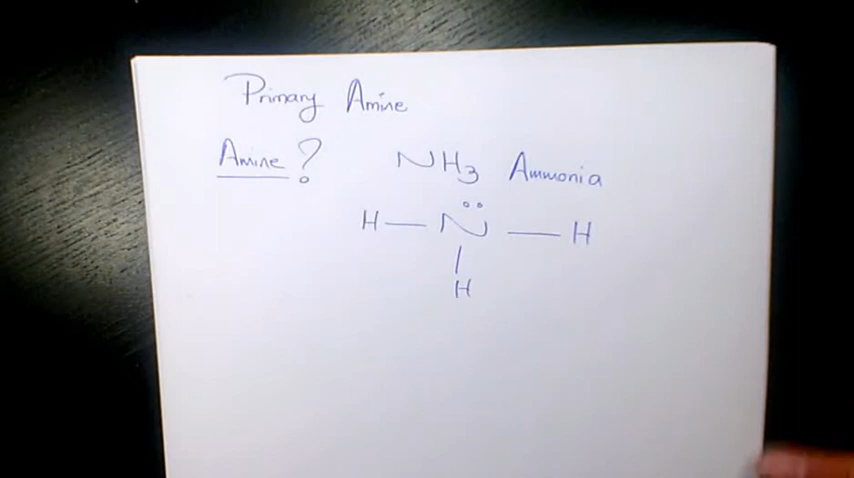 Primary Amine
Amine? NH3 Ammonia
H — N̈ — H
|
H